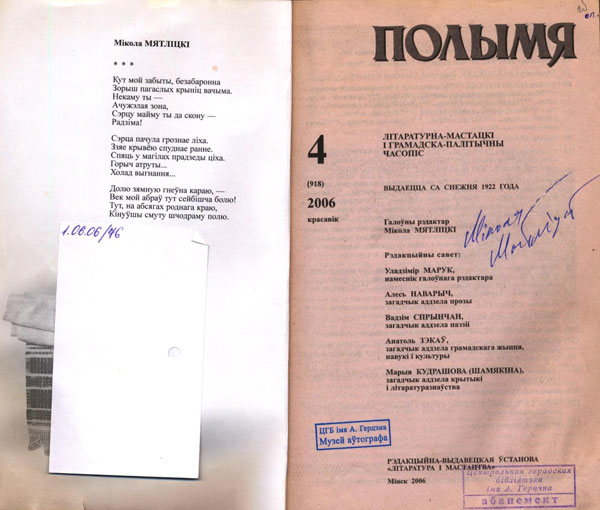 Мікола МЯТЛІЦКІ
* * *
Кут мой забыты, безабаронна
Зорыш пагаслых крыніц вачыма.
Некаму ты —
Ачужэлая зона,
Сэрцу майму ты да скону —
Радзіма!
Сэрца пачула грознае ліха.
Ззяе крывёю спуднае ранне.
Спяць у магілах прадзеды ціха.
Горыч атруты...
Холад выгнання...
Долю зямную гнеўна караю, —
Век мой абраў тут сейбішча болю!
Тут, на абсягах роднага краю,
Кінуўшы смуту шчодраму полю.
1.06.06/46
ПОЛЫМЯ
4
(918)
2006
красавік
ЛІТАРАТУРНА-МАСТАЦКІ
І ГРАМАДСКА-ПАЛІТЫЧНЫ
ЧАСОПІС
ВЫДАЕЦЦА СА СНЕЖНЯ 1922 ГОДА
Галоўны рэдактар
Мікола МЯТЛІЦКІ
Мікола
Мятліцкі
Рэдакцыйны савет:
Уладзімір МАРУК,
намеснік галоўнага рэдактара
Алесь НАВАРЫЧ,
загадчык аддзела прозы
Вадзім СПРЫНЧАН,
загадчык аддзела паэзіі
Анатоль ЗЭКАЎ,
загадчык аддзела грамадскага жыцця,
навукі і культуры
Марыя КУДРАШОВА (ШАМЯКІНА),
загадчык аддзела крытыкі
і літаратуразнаўства
ЦГБ імя А. Герцэна
Музей аўтографа
РЭДАКЦЫЙНА-ВЫДАВЕЦКАЯ ЎСТАНОВА
«ЛІТАРАТУРА І МАСТАЦТВА»
Мінск 2006
Цэнтральная гарадская
бібліятэка
імя А. Герцэна
абанемент